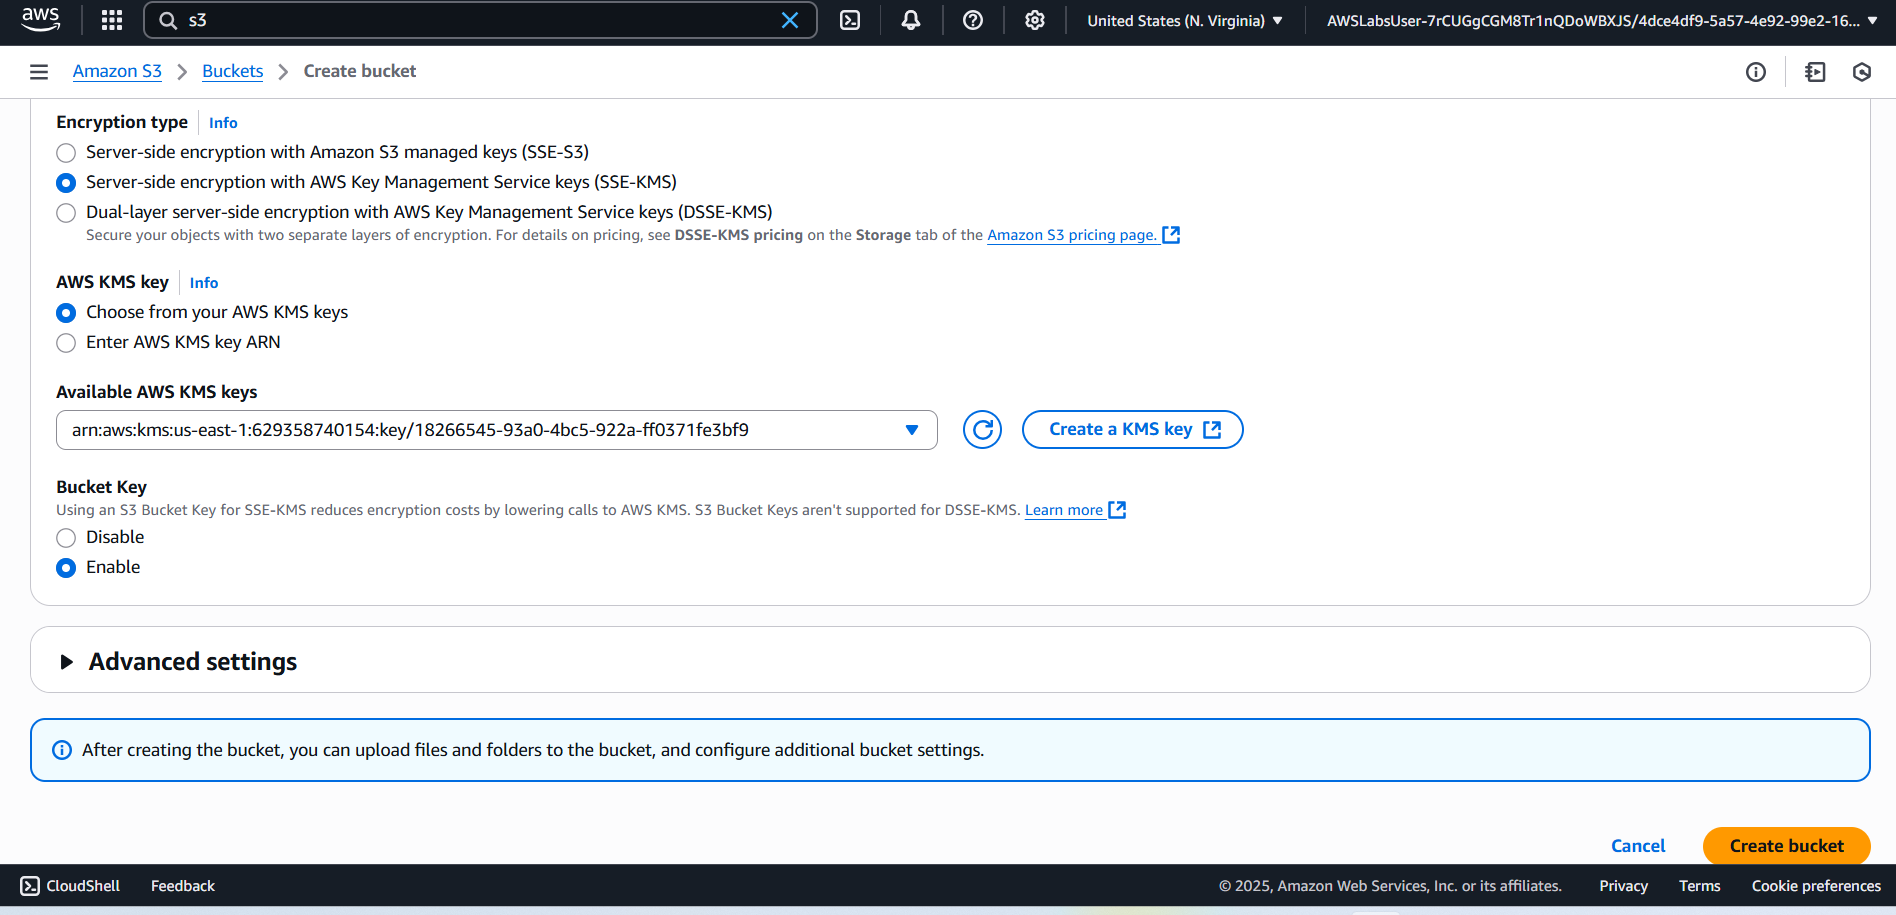 aws
s3
United States (N. Virginia)
AWSLabsUser-7rCUGgCGM8Tr1nQDoWBXJS/4dce4df9-5a57-4e92-99e2-16...
Amazon S3
Buckets
Create bucket
Encryption type
Info
Server-side encryption with Amazon S3 managed keys (SSE-S3)
Server-side encryption with AWS Key Management Service keys (SSE-KMS)
Dual-layer server-side encryption with AWS Key Management Service keys (DSSE-KMS)
Secure your objects with two separate layers of encryption. For details on pricing, see DSSE-KMS pricing on the Storage tab of the Amazon S3 pricing page.
AWS KMS key
Info
Choose from your AWS KMS keys
Enter AWS KMS key ARN
Available AWS KMS keys
arn:aws:kms:us-east-1:629358740154:key/18266545-93a0-4bc5-922a-ff0371fe3bf9
Create a KMS key
Bucket Key
Using an S3 Bucket Key for SSE-KMS reduces encryption costs by lowering calls to AWS KMS. S3 Bucket Keys aren't supported for DSSE-KMS. Learn more
Disable
Enable
Advanced settings
After creating the bucket, you can upload files and folders to the bucket, and configure additional bucket settings.
Cancel
Create bucket
CloudShell
Feedback
© 2025, Amazon Web Services, Inc. or its affiliates.
Privacy
Terms
Cookie preferences